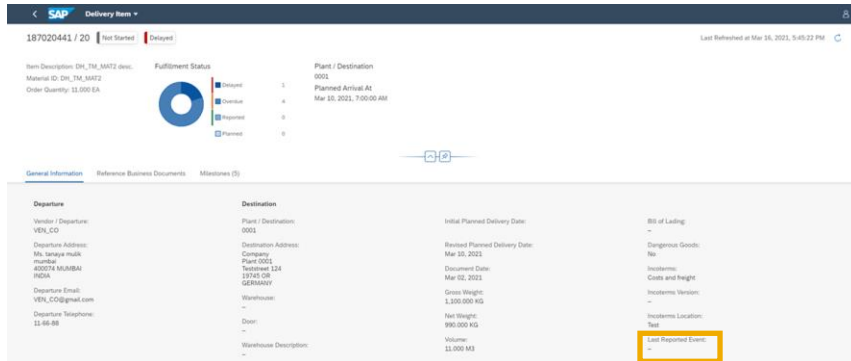 SAP Delivery Item
187020441 / 20 Not Started Delayed
Last Refreshed at Mar 16, 2021, 5:45:22 PM
Item Description: DH_TM_MAT2 desc.
Material ID: DH_TM_MAT2
Order Quantity: 11,000 EA
Fulfillment Status
Delayed 1
Overdue 4
Reported 0
Planned 0
Plant / Destination
0001
Planned Arrival At
Mar 10, 2021, 7:00:00 AM
General Information Reference Business Documents Milestones (5)
Departure
Vendor / Departure:
VEN_CO
Departure Address:
Ms. tanaya mulik
mumbai
400074 MUMBAI
INDIA
Departure Email:
VEN_CO@gmail.com
Departure Telephone:
11-66-88
Destination
Plant / Destination:
0001
Destination Address:
Company
Plant 0001
Teststreet 124
19745 OR
GERMANY
Warehouse:
–
Door:
–
Warehouse Description:
–
Initial Planned Delivery Date:
Revised Planned Delivery Date:
Mar 10, 2021
Document Date:
Mar 02, 2021
Gross Weight:
1,100.000 KG
Net Weight:
990.000 KG
Volume:
11.000 M3
Bill of Lading:
–
Dangerous Goods:
No
Incoterms:
Costs and freight
Incoterms Version:
–
Incoterms Location:
Test
Last Reported Event:
–